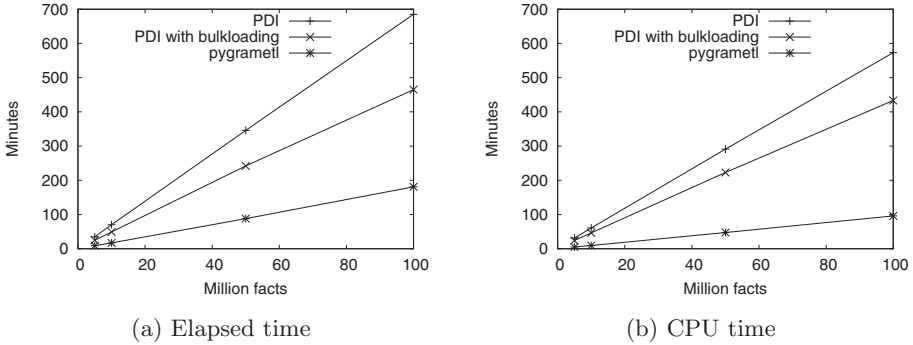 700
600
500
400
300
200
100
0
Minutes
PDI
PDI with bulkloading
pygrametl
0 20 40 60 80 100
Million facts
(a) Elapsed time
700
600
500
400
300
200
100
0
Minutes
PDI
PDI with bulkloading
pygrametl
0 20 40 60 80 100
Million facts
(b) CPU time